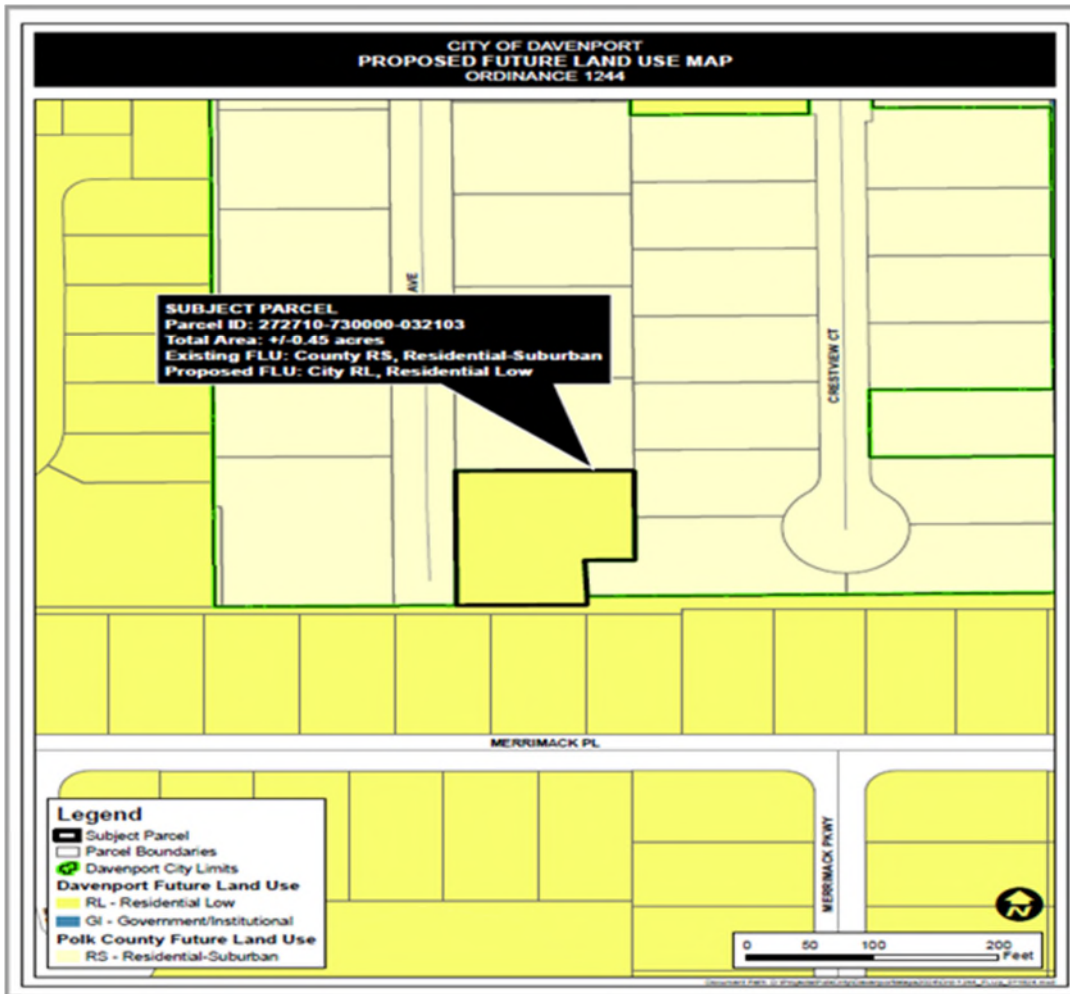 CITY OF DAVENPORT
PROPOSED FUTURE LAND USE MAP
ORDINANCE 1244
AVE
SUBJECT PARCEL
Parcel ID: 272710-730000-032103
Total Area: +/-0.45 acres
Existing FLU: County RS, Residential-Suburban
Proposed FLU: City RL, Residential Low
CRESTVIEW CT
MERRIMACK PL
MERRIMACK PKWY
Legend
Subject Parcel
Parcel Boundaries
Davenport City Limits
Davenport Future Land Use
RL - Residential Low
GI - Government/Institutional
Polk County Future Land Use
RS - Residential-Suburban
N
0 50 100 200
Feet
Document Path: